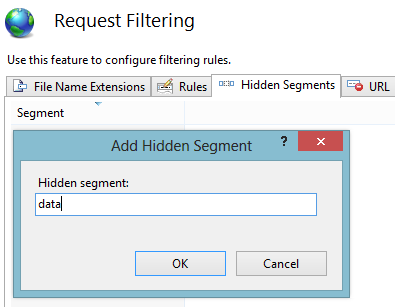 Request Filtering
Use this feature to configure filtering rules.
File Name Extensions Rules Hidden Segments URL
Segment
Add Hidden Segment ? x
Hidden segment:
data
OK Cancel